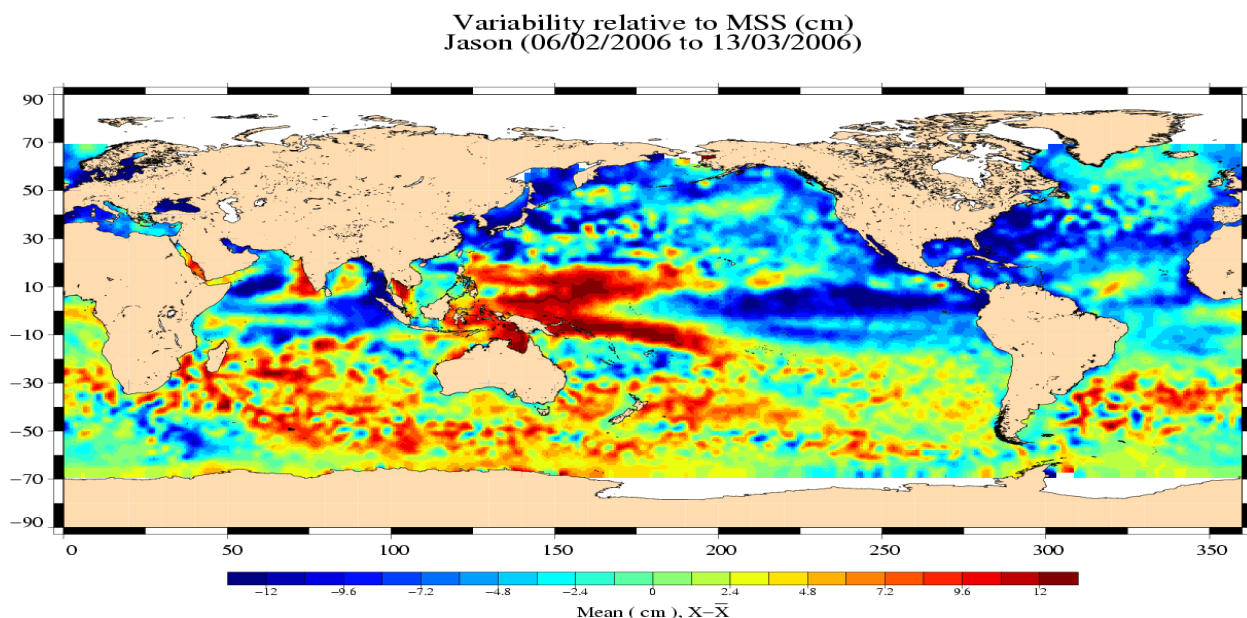 Variability relative to MSS (cm)
Jason (06/02/2006 to 13/03/2006)
90
70
50
30
10
−10
−30
−50
−70
−90
0 50 100 150 200 250 300 350
−12 −9.6 −7.2 −4.8 −2.4 0 2.4 4.8 7.2 9.6 12
Mean ( cm ), X−X̅